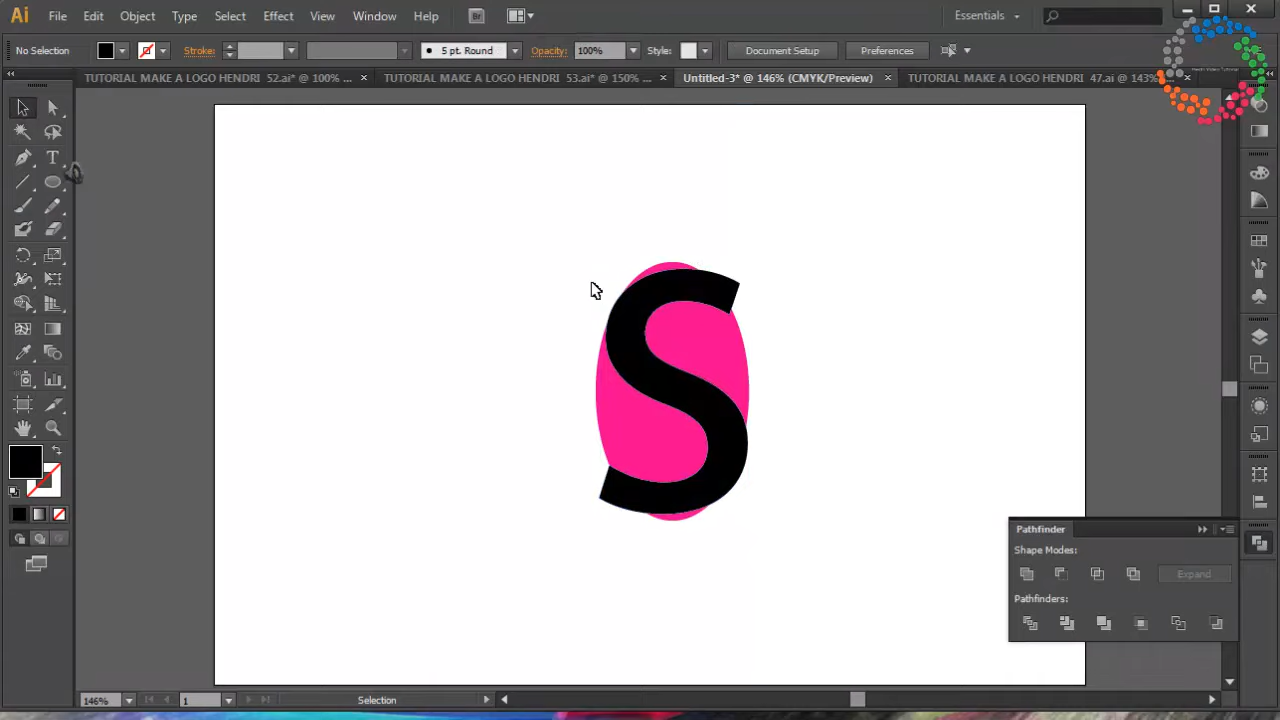 Ai File Edit Object Type Select Effect View Window Help Br Essentials
No Selection Stroke: 5 pt. Round Opacity: 100% Style: Document Setup Preferences
TUTORIAL MAKE A LOGO HENDRI 52.ai* @ 100% ... × TUTORIAL MAKE A LOGO HENDRI 53.ai* @ 150% ... × Untitled-3* @ 146% (CMYK/Preview) × TUTORIAL MAKE A LOGO HENDRI 47.ai @ 143% ×
T
S
Pathfinder
Shape Modes:
Expand
Pathfinders:
146% 1 Selection